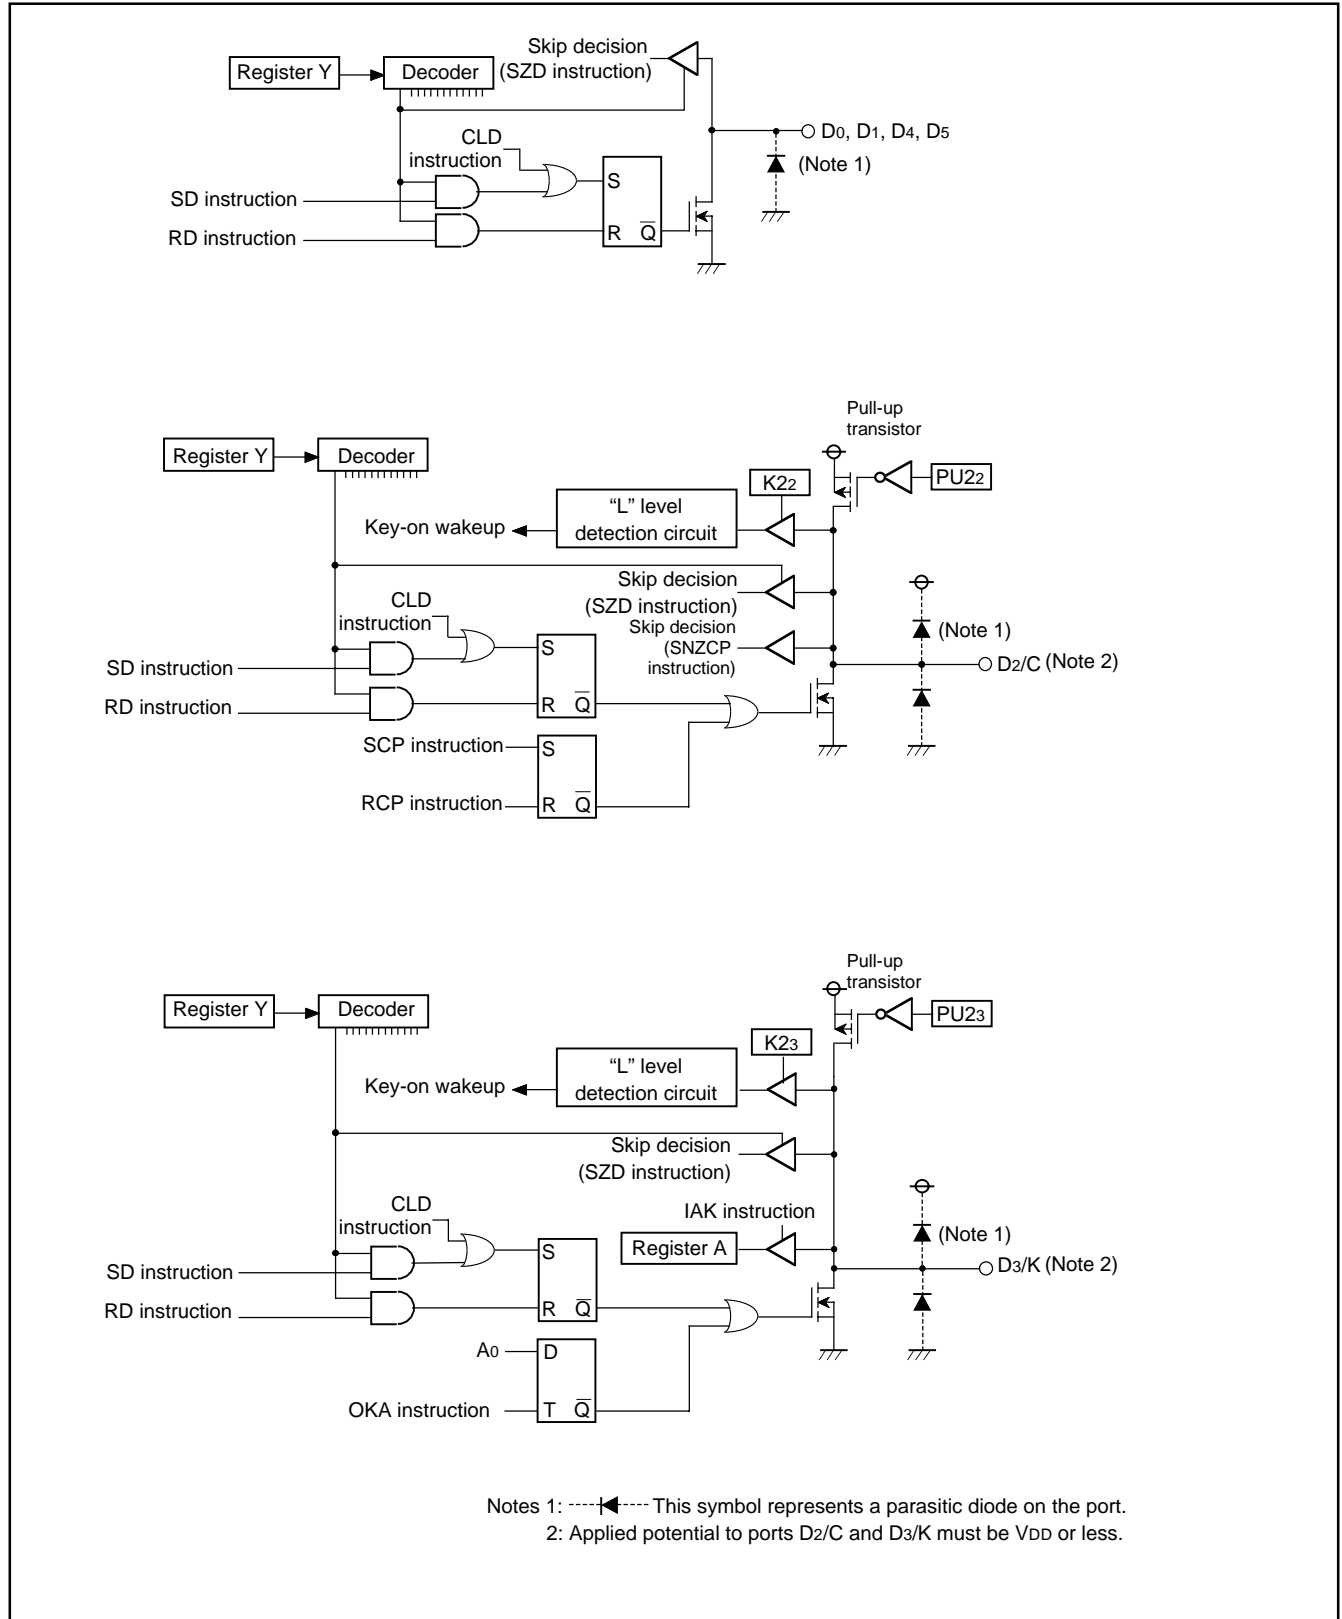 Skip decision
(SZD instruction)
Register Y
Decoder
CLD
instruction
D0, D1, D4, D5
(Note 1)
S
SD instruction
RD instruction
R Q
Pull-up
transistor
Register Y
Decoder
K22
PU22
“L” level
detection circuit
Key-on wakeup
Skip decision
(SZD instruction)
CLD
instruction
Skip decision
(SNZCP
instruction)
(Note 1)
S
SD instruction
D2/C (Note 2)
RD instruction
R Q
SCP instruction
S
RCP instruction
R Q
Pull-up
transistor
Register Y
Decoder
PU23
K23
“L” level
detection circuit
Key-on wakeup
Skip decision
(SZD instruction)
CLD
instruction
IAK instruction
Register A
(Note 1)
S
SD instruction
D3/K (Note 2)
RD instruction
R Q
A0
D
OKA instruction
T Q
Notes 1: This symbol represents a parasitic diode on the port.
2: Applied potential to ports D2/C and D3/K must be VDD or less.